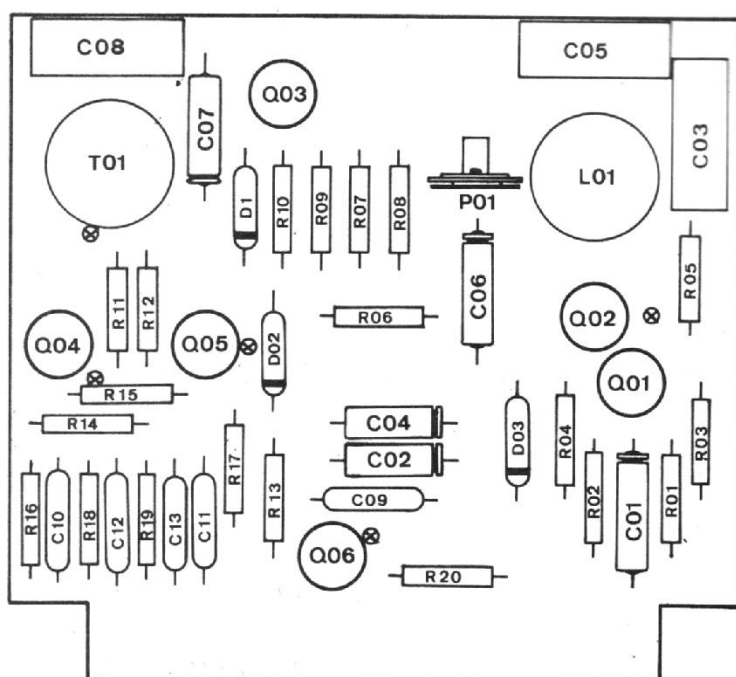 C08
C05
C07
Q03
C03
T01
L01
P01
D1
R10
R09
R07
R08
R05
C06
R11
R12
R06
Q02
Q04
Q05
D02
Q01
R15
R14
C04
D03
R04
R03
R17
C02
R13
R02
R01
C01
C09
R16
C10
R18
C12
R19
C13
C11
Q06
R20